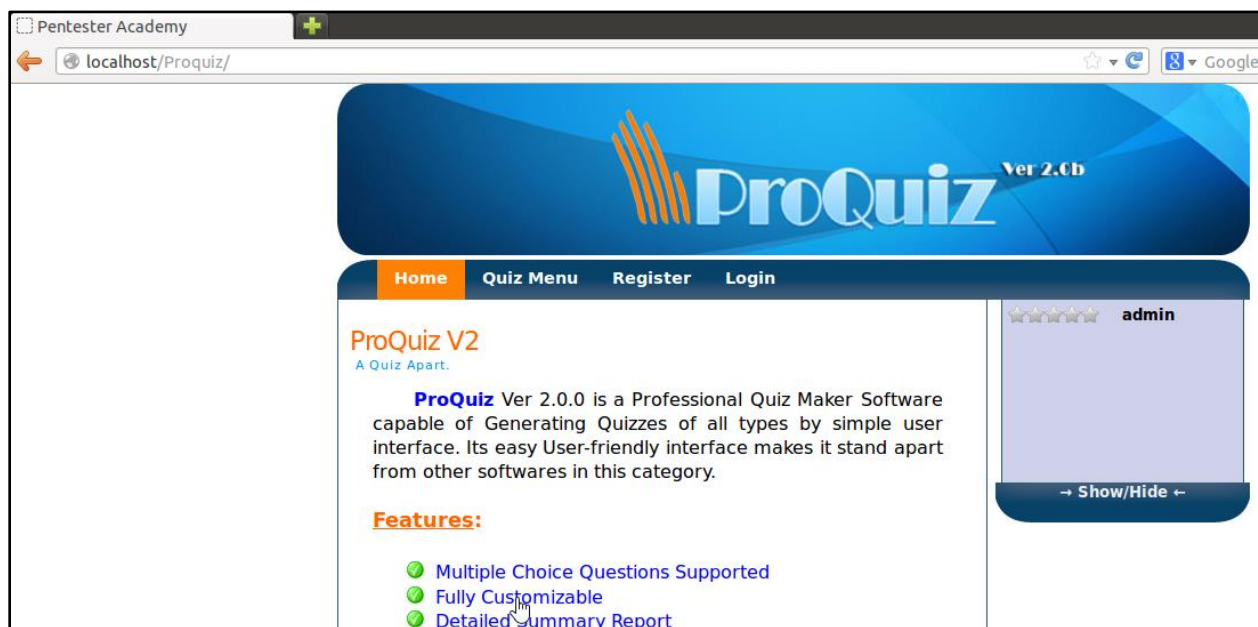 Pentester Academy
localhost/Proquiz/
Google
ProQuiz Ver 2.0b
Home Quiz Menu Register Login
admin
ProQuiz V2
A Quiz Apart.
ProQuiz Ver 2.0.0 is a Professional Quiz Maker Software
capable of Generating Quizzes of all types by simple user
interface. Its easy User-friendly interface makes it stand apart
from other softwares in this category.
→ Show/Hide ←
Features:
Multiple Choice Questions Supported
Fully Customizable
Detailed Summary Report